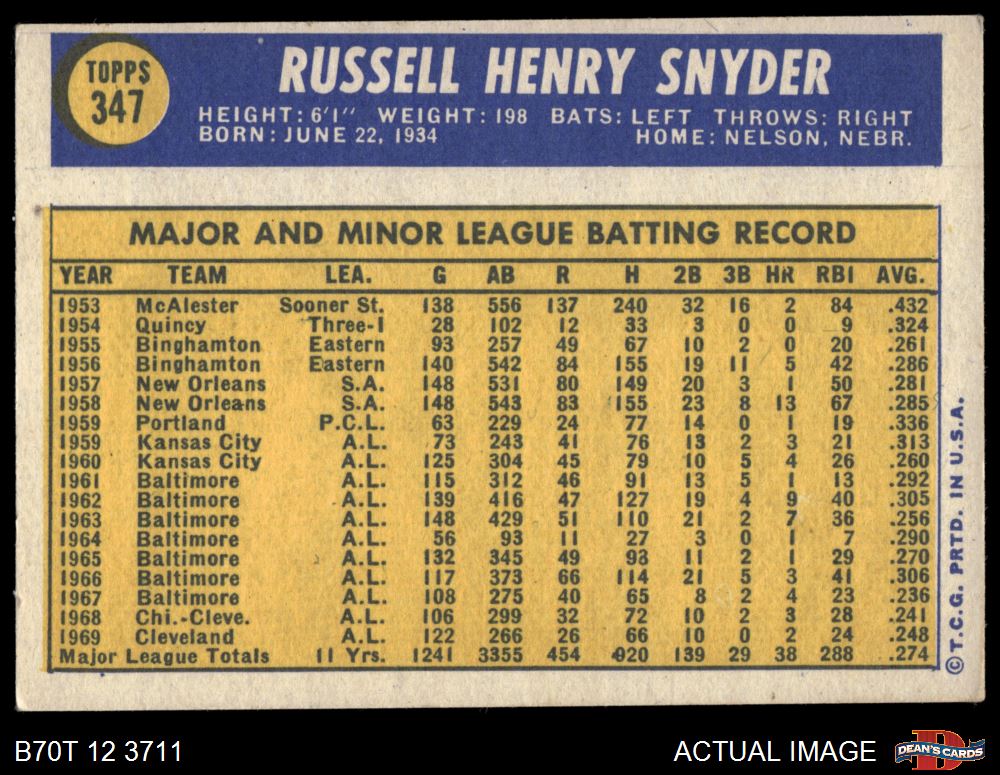 TOPPS
347
RUSSELL HENRY SNYDER
HEIGHT: 6'1" WEIGHT: 198 BATS: LEFT THROWS: RIGHT
BORN: JUNE 22, 1934 HOME: NELSON, NEBR.
MAJOR AND MINOR LEAGUE BATTING RECORD
YEAR TEAM LEA. G AB R H 2B 3B HR RBI AVG.
1953 McAlester Sooner St. 138 556 137 240 32 16 2 84 .432
1954 Quincy Three-I 28 102 12 33 3 0 0 9 .324
1955 Binghamton Eastern 93 257 49 67 10 2 0 20 .261
1956 Binghamton Eastern 140 542 84 155 19 11 5 42 .286
1957 New Orleans S.A. 148 531 80 149 20 3 1 50 .281
1958 New Orleans S.A. 148 543 83 155 23 8 13 67 .285
1959 Portland P.C.L. 63 229 24 77 14 0 1 19 .336
1959 Kansas City A.L. 73 243 41 76 13 2 3 21 .313
1960 Kansas City A.L. 125 304 45 79 10 5 4 26 .260
1961 Baltimore A.L. 115 312 46 91 13 5 1 13 .292
1962 Baltimore A.L. 139 416 47 127 19 4 9 40 .305
1963 Baltimore A.L. 148 429 51 110 21 2 7 36 .256
1964 Baltimore A.L. 56 93 11 27 3 0 1 7 .290
1965 Baltimore A.L. 132 345 49 93 11 2 1 29 .270
1966 Baltimore A.L. 117 373 66 114 21 5 3 41 .306
1967 Baltimore A.L. 108 275 40 65 8 2 4 23 .236
1968 Chi.-Cleve. A.L. 106 299 32 72 10 2 3 28 .241
1969 Cleveland A.L. 122 266 26 66 10 0 2 24 .248
Major League Totals 11 Yrs. 1241 3355 454 920 139 29 38 288 .274
©T.C.G. PRTD. IN U.S.A.
B70T 12 3711
ACTUAL IMAGE
B
DEAN'S CARDS